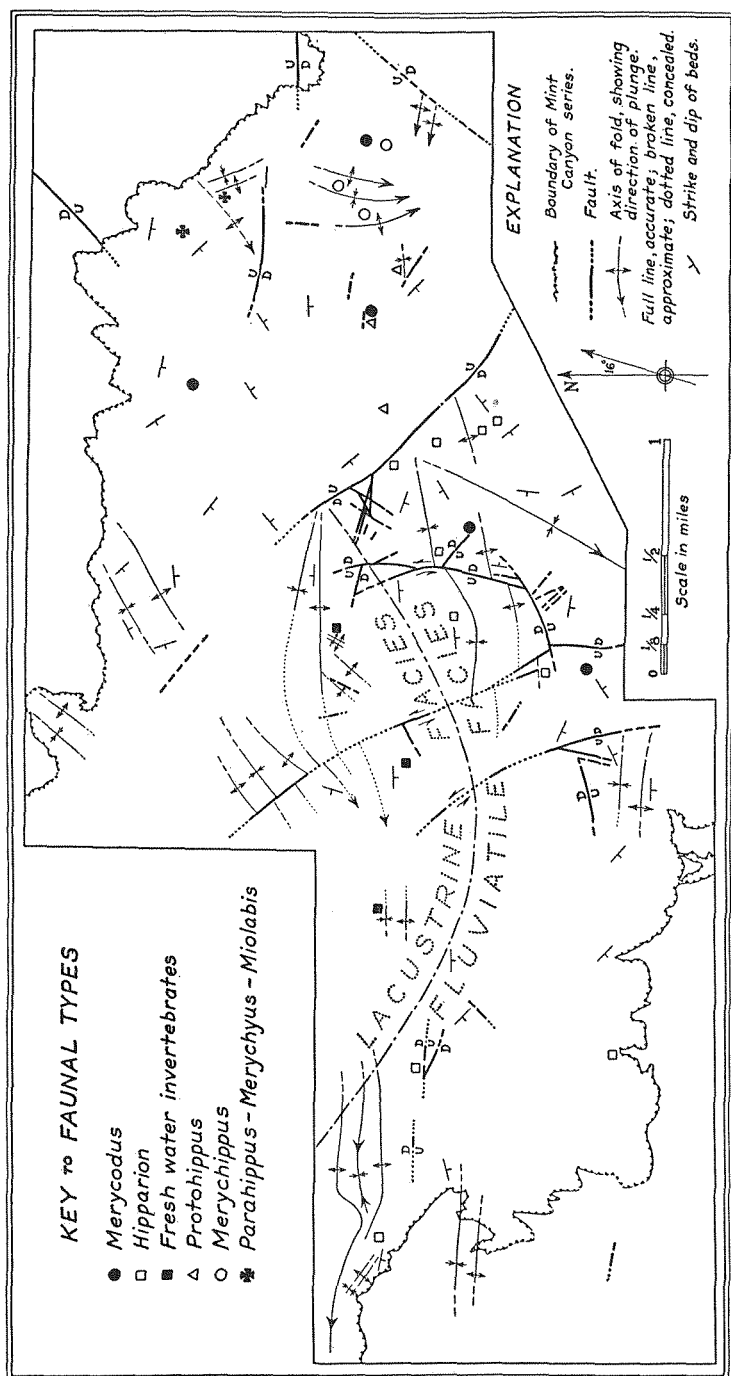 KEY TO FAUNAL TYPES
Merycodus
Hipparion
Fresh water invertebrates
Protohippus
Merychippus
Parahippus - Merychyus - Miolabis
LACUSTRINE FACIES
FLUVIATILE FACIES
EXPLANATION
Boundary of Mint
Canyon series.
Fault.
Axis of fold, showing
direction of plunge.
Full line, accurate; broken line,
approximate; dotted line, concealed.
Strike and dip of beds.
N
16°
0 1/8 1/4 1/2 1
Scale in miles
D
U
U
D
U
D
U
D
U
D
D
U
U
D
D
U
U
D
D
U
U
D
D
U
U
D
D
U
D
U